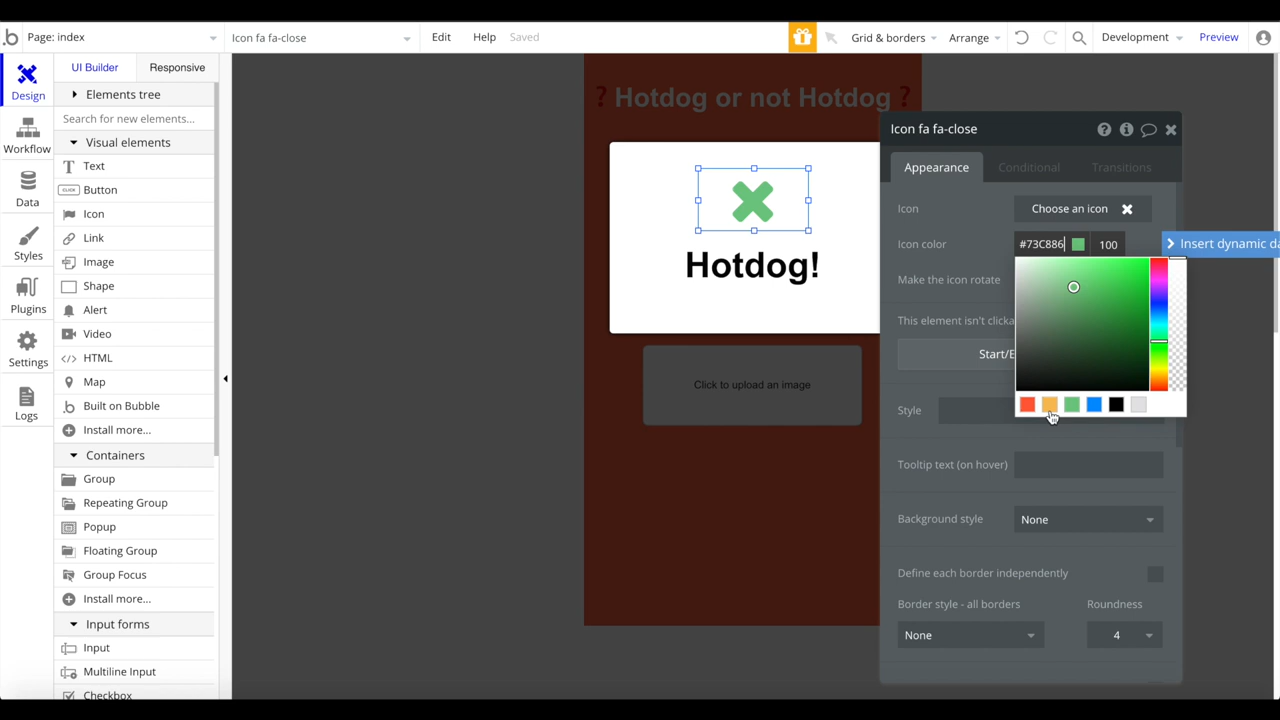 Page: index
Icon fa fa-close
Edit
Help
Saved
Grid & borders
Arrange
Development
Preview
Design
Workflow
Data
Styles
Plugins
Settings
Logs
UI Builder
Responsive
Elements tree
Search for new elements...
Visual elements
Text
CLICK
Button
Icon
Link
Image
Shape
Alert
Video
</> HTML
Map
Built on Bubble
Install more...
Containers
Group
Repeating Group
Popup
Floating Group
Group Focus
Install more...
Input forms
Input
Multiline Input
Checkbox
? Hotdog or not Hotdog ?
Hotdog!
Click to upload an image
Icon fa fa-close
Appearance
Conditional
Transitions
Icon
Choose an icon
Icon color
#73C886
100
Insert dynamic da
Make the icon rotate
This element isn't clicka
Start/E
Style
Tooltip text (on hover)
Background style
None
Define each border independently
Border style - all borders
Roundness
None
4